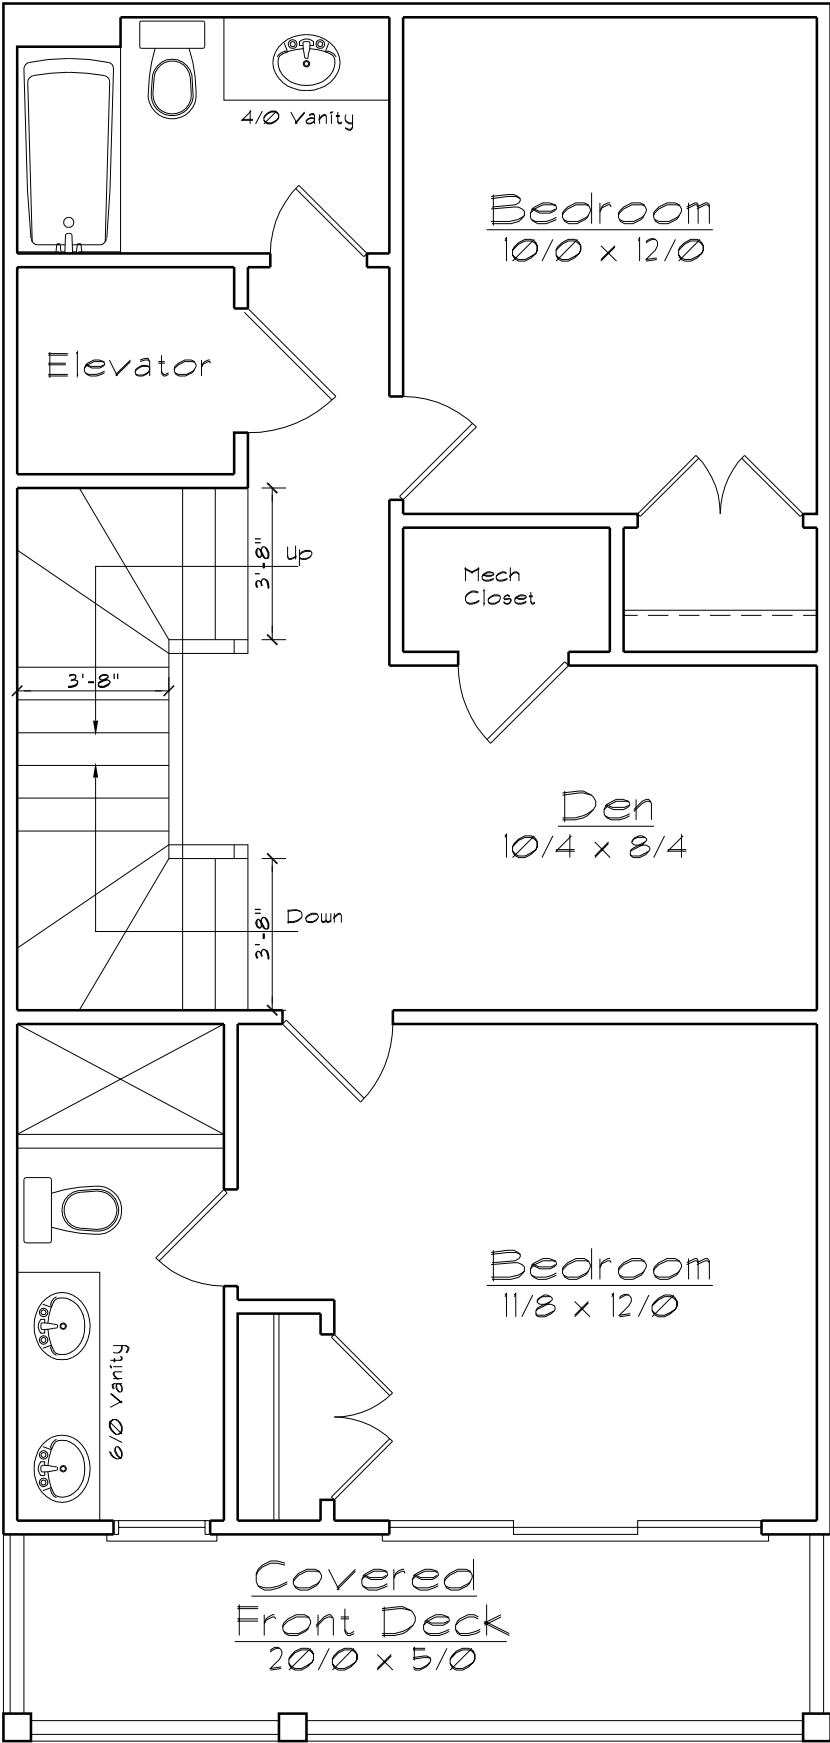 4/0 Vanity
Bedroom
10/0 x 12/0
Elevator
3'-8"
Up
Mech
Closet
3'-8"
Den
10/4 x 8/4
3'-8"
Down
Bedroom
11/8 x 12/0
6/0 Vanity
Covered
Front Deck
20/0 x 5/0